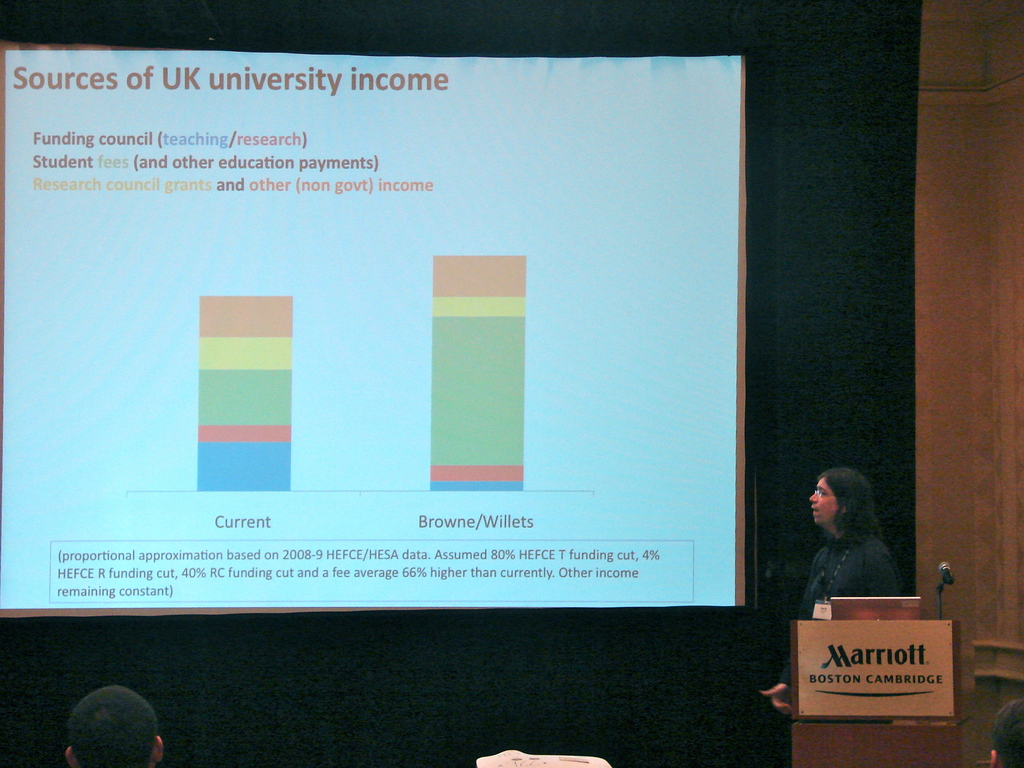 Sources of UK university income
Funding council (teaching/research)
Student fees (and other education payments)
Research council grants and other (non govt) income
Current
Browne/Willets
(proportional approximation based on 2008-9 HEFCE/HESA data. Assumed 80% HEFCE T funding cut, 4%
HEFCE R funding cut, 40% RC funding cut and a fee average 66% higher than currently. Other income
remaining constant)
Marriott
BOSTON CAMBRIDGE